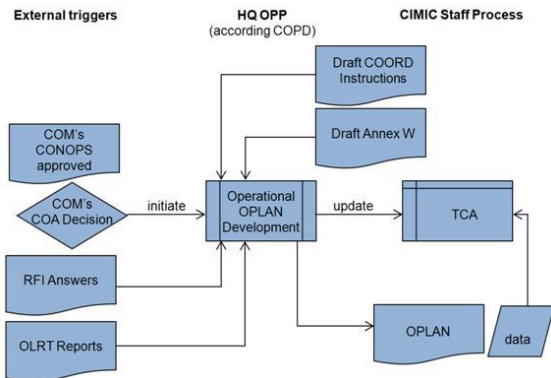 External triggers
HQ OPP
(according COPD)
CIMIC Staff Process
Draft COORD
Instructions
Draft Annex W
COM's
CONOPS
approved
COM's
COA Decision
initiate
Operational
OPLAN
Development
update
TCA
RFI Answers
OLRT Reports
OPLAN
data